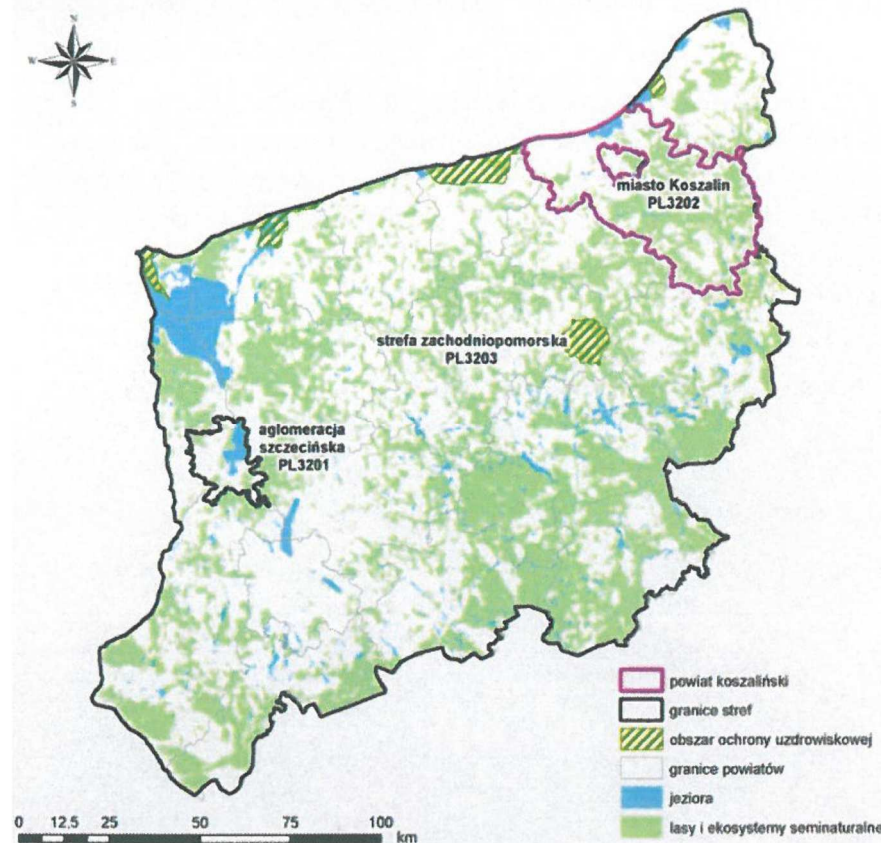 N
W E
S
miasto Koszalin
PL3202
strefa zachodniopomorska
PL3203
aglomeracja
szczecińska
PL3201
powiat koszaliński
granice stref
obszar ochrony uzdrowiskowej
granice powiatów
jeziora
lasy i ekosystemy seminaturalne
0 12,5 25 50 75 100
km